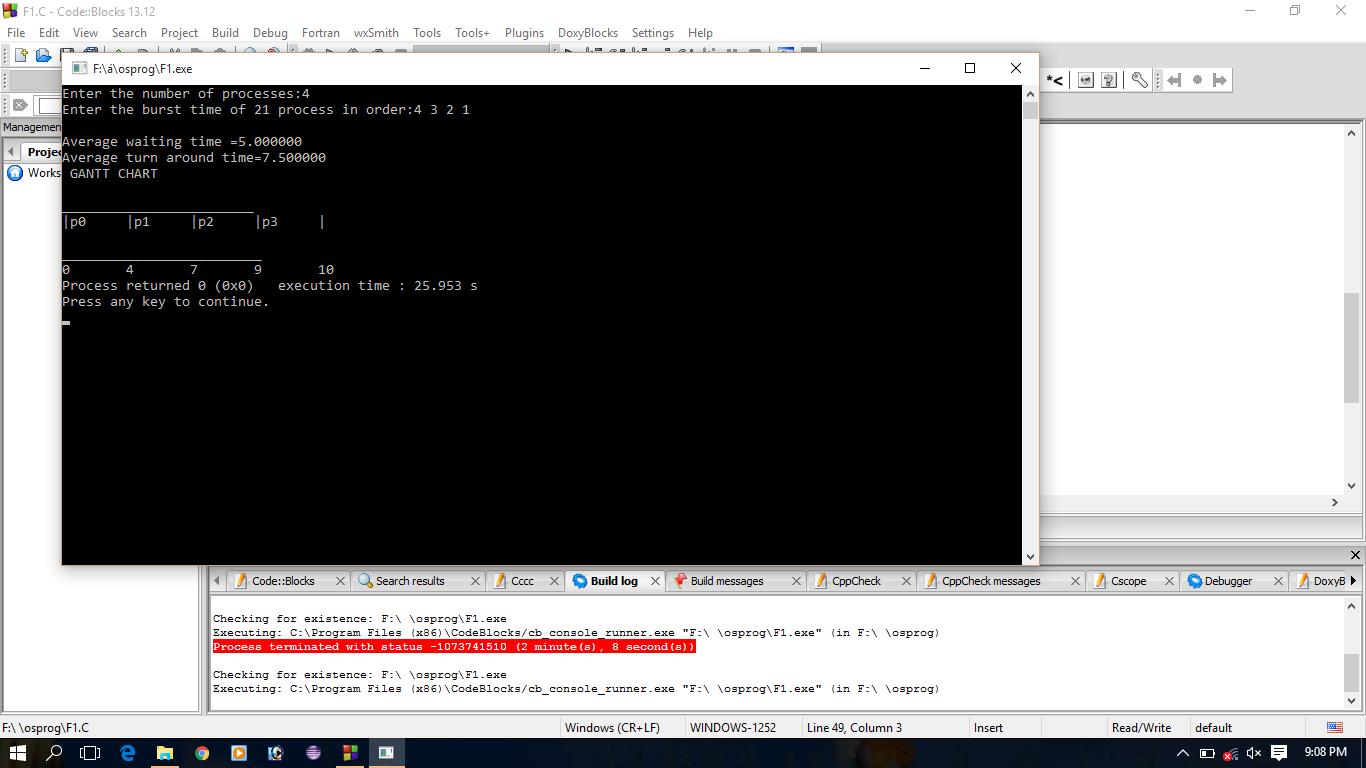 F1.C - Code::Blocks 13.12
File Edit View Search Project Build Debug Fortran wxSmith Tools Tools+ Plugins DoxyBlocks Settings Help
F:\á\osprog\F1.exe
*<
Enter the number of processes:4
Enter the burst time of 21 process in order:4 3 2 1
Average waiting time =5.000000
Average turn around time=7.500000
GANTT CHART
________________________
|p0 |p1 |p2 |p3 |
_________________________
0 4 7 9 10
Process returned 0 (0x0) execution time : 25.953 s
Press any key to continue.
Management
Projec
Works
Code::Blocks Search results Cccc Build log Build messages CppCheck CppCheck messages Cscope Debugger DoxyB
Checking for existence: F:\ \osprog\F1.exe
Executing: C:\Program Files (x86)\CodeBlocks/cb_console_runner.exe "F:\ \osprog\F1.exe" (in F:\ \osprog)
Process terminated with status -1073741510 (2 minute(s), 8 second(s))
Checking for existence: F:\ \osprog\F1.exe
Executing: C:\Program Files (x86)\CodeBlocks/cb_console_runner.exe "F:\ \osprog\F1.exe" (in F:\ \osprog)
F:\ \osprog\F1.C Windows (CR+LF) WINDOWS-1252 Line 49, Column 3 Insert Read/Write default
9:08 PM